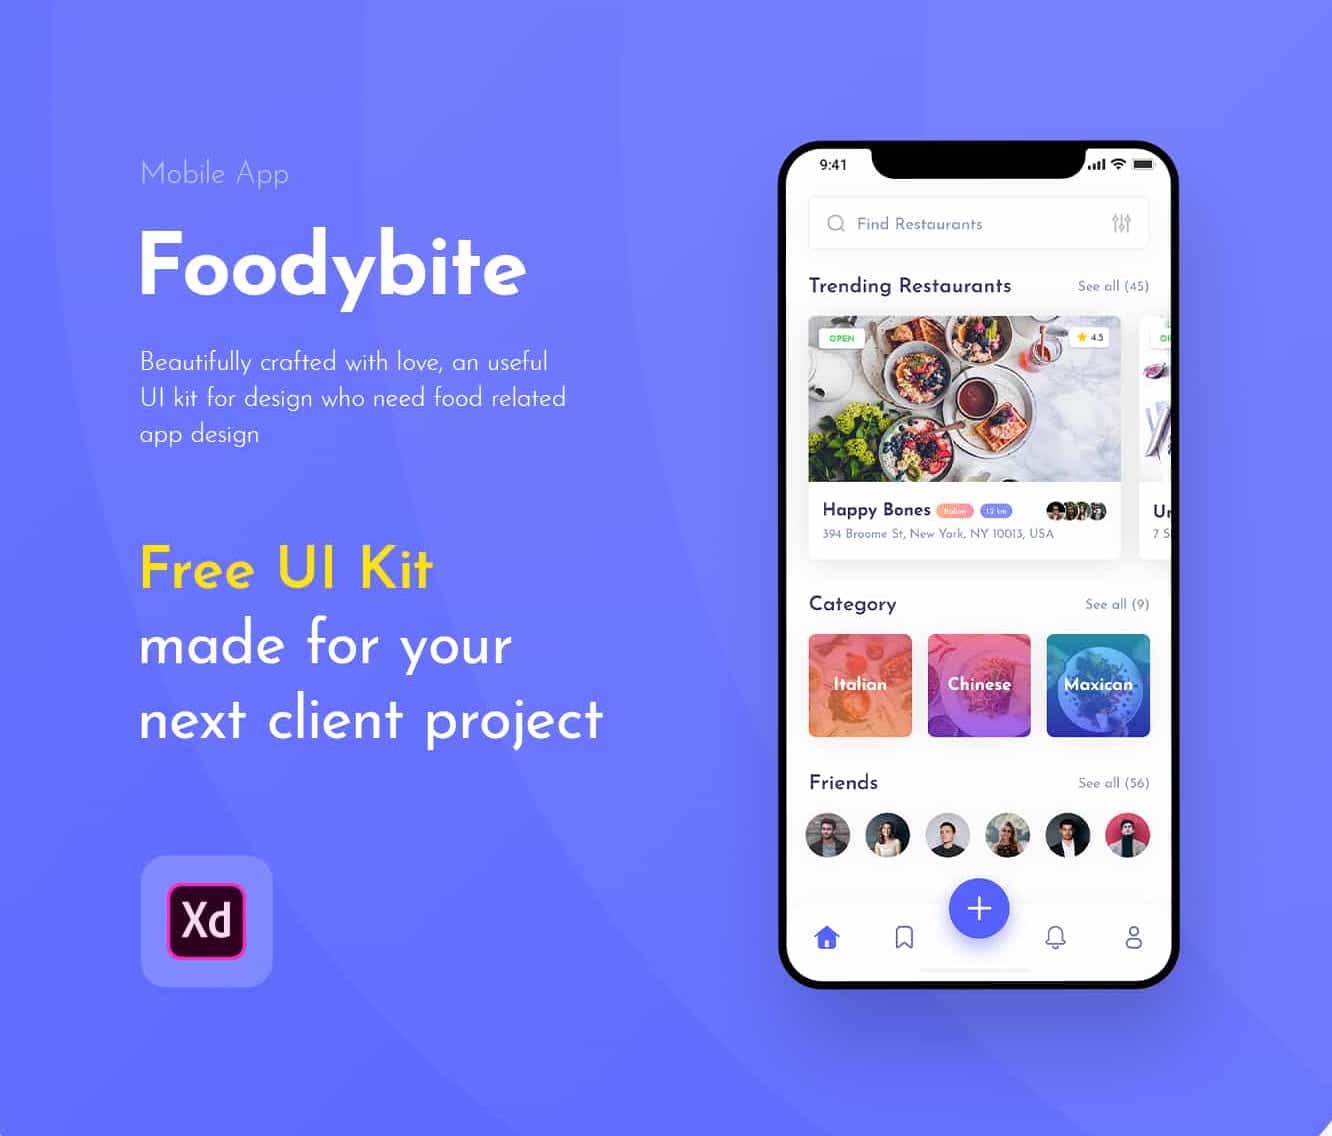 Mobile App
Foodybite
Beautifully crafted with love, an useful
UI kit for design who need food related
app design
Free UI Kit
made for your
next client project
Xd
9:41
Find Restaurants
Trending Restaurants
See all (45)
OPEN
4.5
Happy Bones
Italian
1.2 km
394 Broome St, New York, NY 10013, USA
7 S
Category
See all (9)
Italian
Chinese
Maxican
Friends
See all (56)